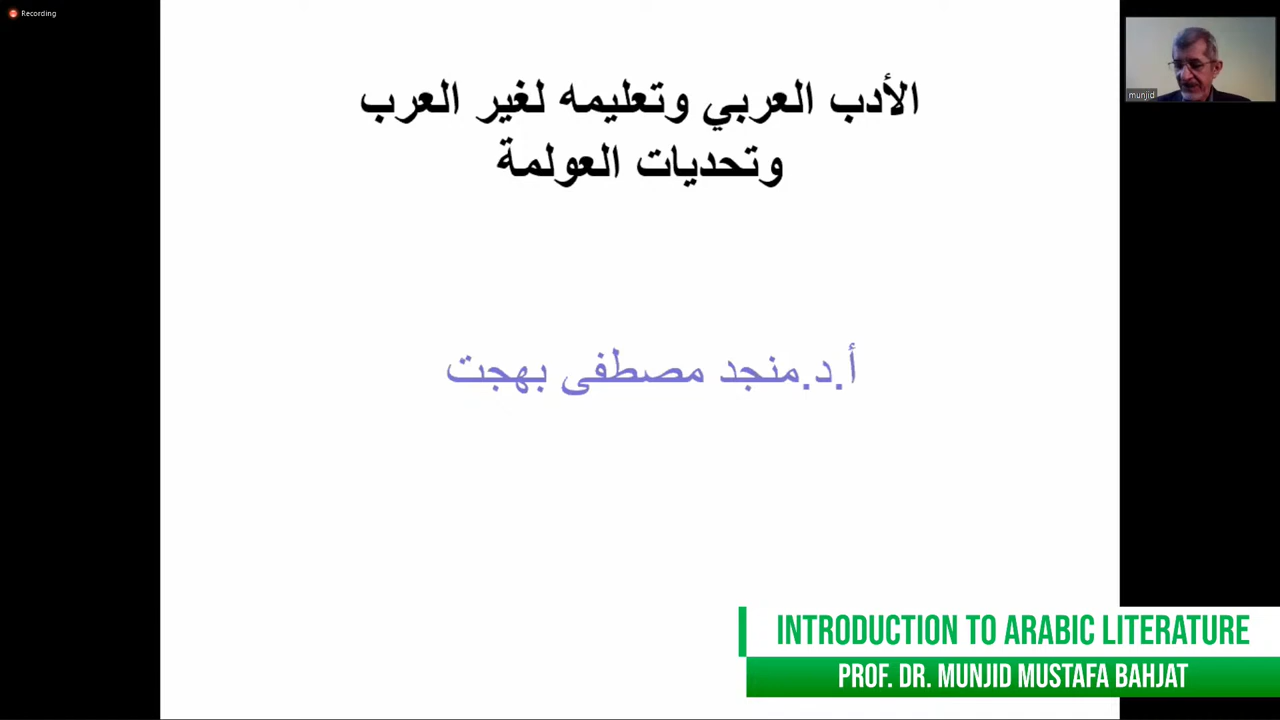 Recording
الأدب العربي وتعليمه لغير العرب
وتحديات العولمة
munjid
أ.د.منجد مصطفى بهجت
INTRODUCTION TO ARABIC LITERATURE
PROF. DR. MUNJID MUSTAFA BAHJAT